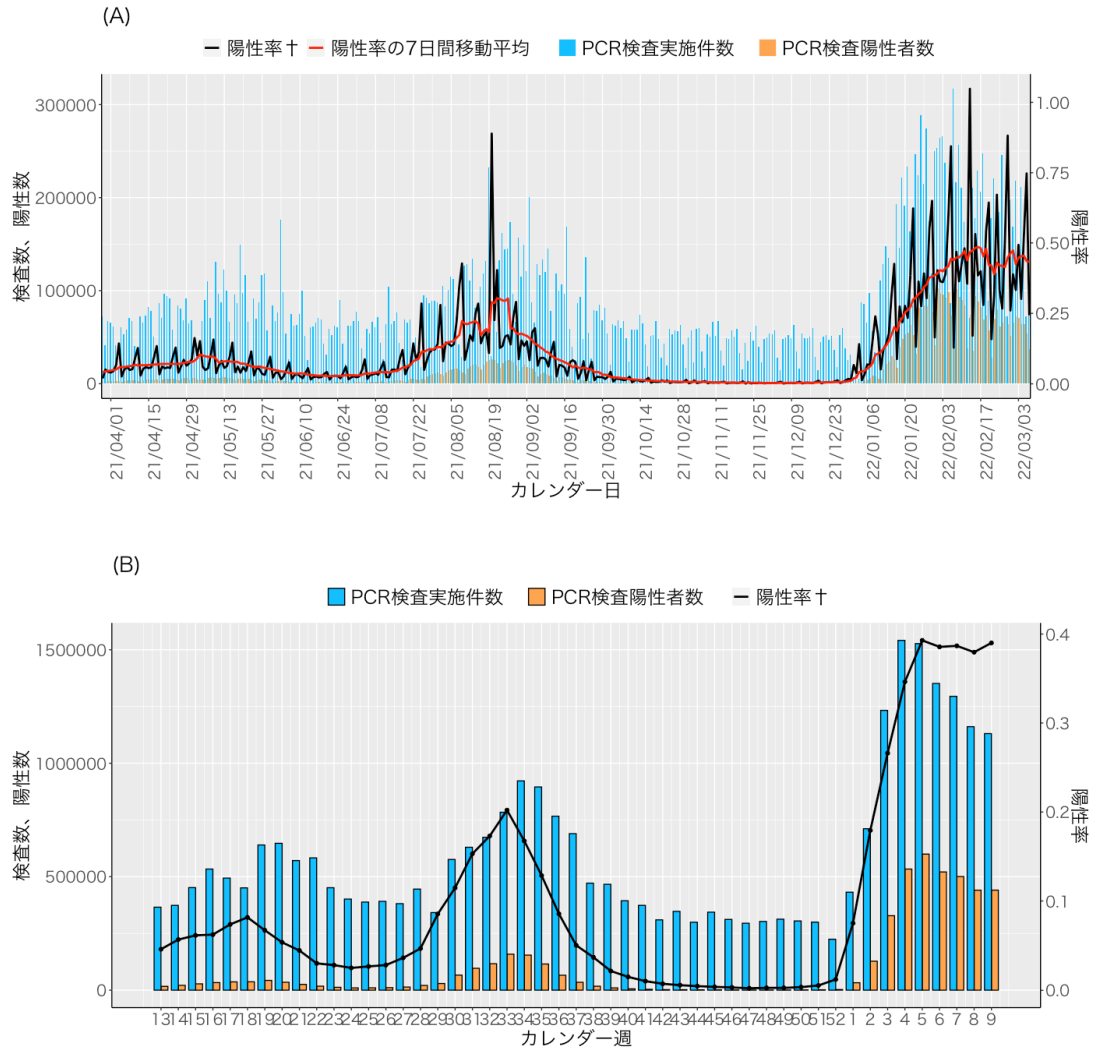 (A)
陽性率† 陽性率の7日間移動平均 PCR検査実施件数 PCR検査陽性者数
検査数、陽性数
300000
200000
100000
0
陽性率
1.00
0.75
0.50
0.25
0.00
21/04/01 21/04/15 21/04/29 21/05/13 21/05/27 21/06/10 21/06/24 21/07/08 21/07/22 21/08/05 21/08/19 21/09/02 21/09/16 21/09/30 21/10/14 21/10/28 21/11/11 21/11/25 21/12/09 21/12/23 22/01/06 22/01/20 22/02/03 22/02/17 22/03/03
カレンダー日
(B)
PCR検査実施件数 PCR検査陽性者数 陽性率†
検査数、陽性数
1500000
1000000
500000
0
陽性率
0.4
0.3
0.2
0.1
0.0
13 14 15 16 17 18 19 20 21 22 23 24 25 26 27 28 29 30 31 32 33 34 35 36 37 38 39 40 41 42 43 44 45 46 47 48 49 50 51 52 1 2 3 4 5 6 7 8 9
カレンダー週